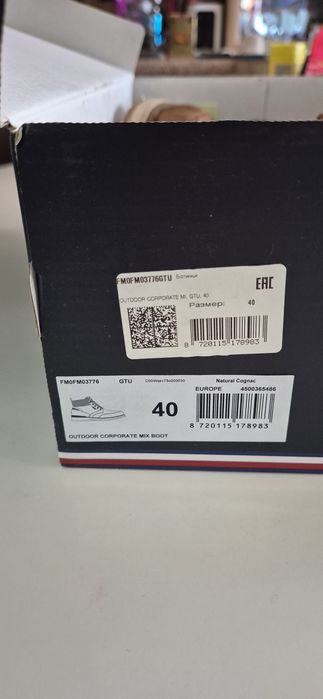 FM0FM03776GTU Ботинки
EAC
OUTDOOR CORPORATE MIX, GTU, 40
Размер: 40
8 720115 178983
FM0FM03776 GTU Natural Cognac
EUROPE 4500365486
40
8 720115 178983
OUTDOOR CORPORATE MIX BOOT